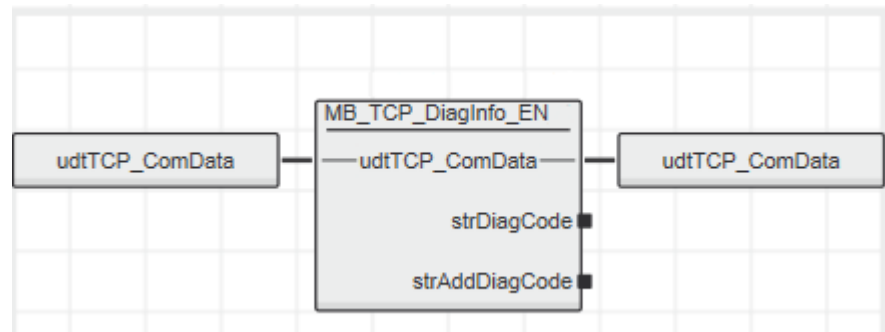 MB_TCP_DiagInfo_EN
udtTCP_ComData udtTCP_ComData udtTCP_ComData
strDiagCode
strAddDiagCode